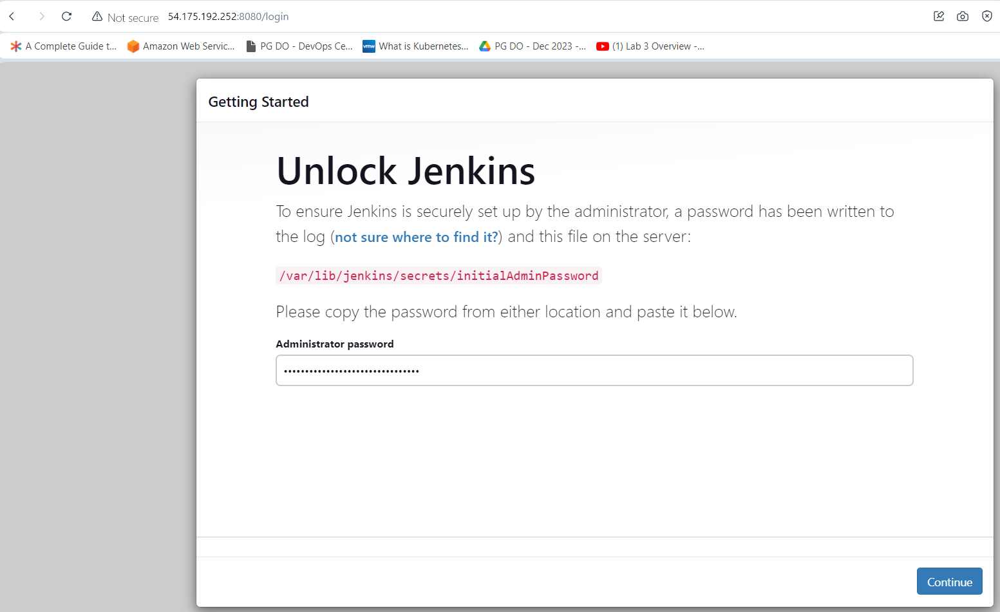 Not secure 54.175.192.252:8080/login
A Complete Guide t... Amazon Web Servic... PG DO - DevOps Ce... vmw What is Kubernetes... PG DO - Dec 2023 -... (1) Lab 3 Overview -...
Getting Started
Unlock Jenkins
To ensure Jenkins is securely set up by the administrator, a password has been written to
the log (not sure where to find it?) and this file on the server:
/var/lib/jenkins/secrets/initialAdminPassword
Please copy the password from either location and paste it below.
Administrator password
••••••••••••••••••••••••••••••••
Continue